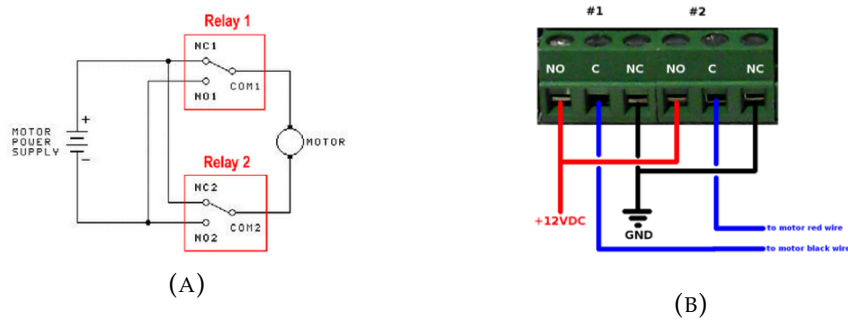 Relay 1
NC1
NO1
COM1
+
MOTOR
POWER
SUPPLY
-
MOTOR
Relay 2
NC2
NO2
COM2
(A)
#1 #2
NO C NC NO C NC
+12VDC
GND
to motor red wire
to motor black wire
(B)